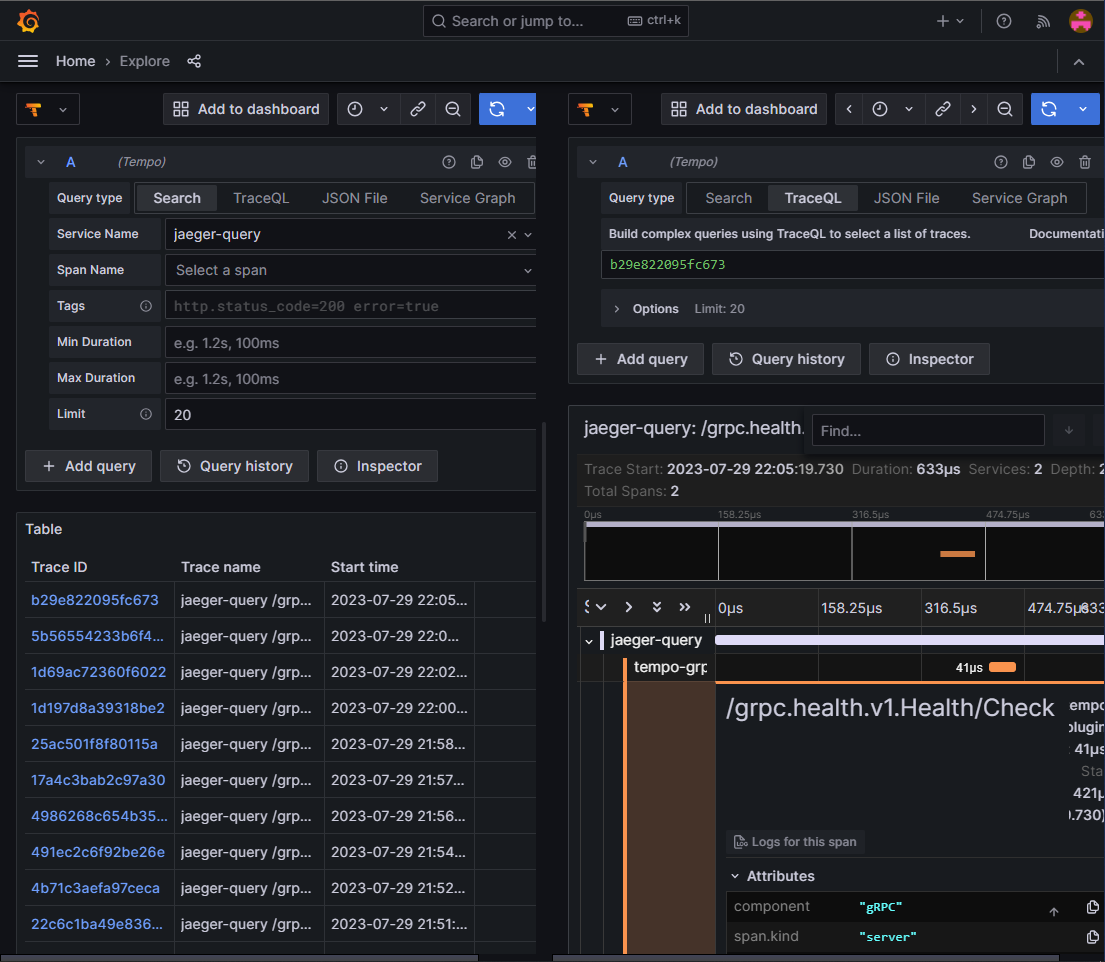 Search or jump to... ctrl+k
Home › Explore
Add to dashboard
A (Tempo)
Query type Search TraceQL JSON File Service Graph
Service Name jaeger-query
Span Name Select a span
Tags http.status_code=200 error=true
Min Duration e.g. 1.2s, 100ms
Max Duration e.g. 1.2s, 100ms
Limit 20
+ Add query Query history Inspector
Table
Trace ID Trace name Start time
b29e822095fc673 jaeger-query /grp... 2023-07-29 22:05...
5b56554233b6f4... jaeger-query /grp... 2023-07-29 22:0...
1d69ac72360f6022 jaeger-query /grp... 2023-07-29 22:02...
1d197d8a39318be2 jaeger-query /grp... 2023-07-29 22:00...
25ac501f8f80115a jaeger-query /grp... 2023-07-29 21:58...
17a4c3bab2c97a30 jaeger-query /grp... 2023-07-29 21:57...
4986268c654b35... jaeger-query /grp... 2023-07-29 21:56...
491ec2c6f92be26e jaeger-query /grp... 2023-07-29 21:54...
4b71c3aefa97ceca jaeger-query /grp... 2023-07-29 21:52...
22c6c1ba49e836... jaeger-query /grp... 2023-07-29 21:51:...
Add to dashboard
A (Tempo)
Query type Search TraceQL JSON File Service Graph
Build complex queries using TraceQL to select a list of traces. Documentati
b29e822095fc673
Options Limit: 20
+ Add query Query history Inspector
jaeger-query: /grpc.health. Find...
Trace Start: 2023-07-29 22:05:19.730 Duration: 633µs Services: 2 Depth: 2
Total Spans: 2
0µs 158.25µs 316.5µs 474.75µs 633
0µs 158.25µs 316.5µs 474.75µs 633
jaeger-query
tempo-grp 41µs
/grpc.health.v1.Health/Check
empo
plugin
41µs
Sta
421µ
.730)
Logs for this span
Attributes
component "gRPC"
span.kind "server"